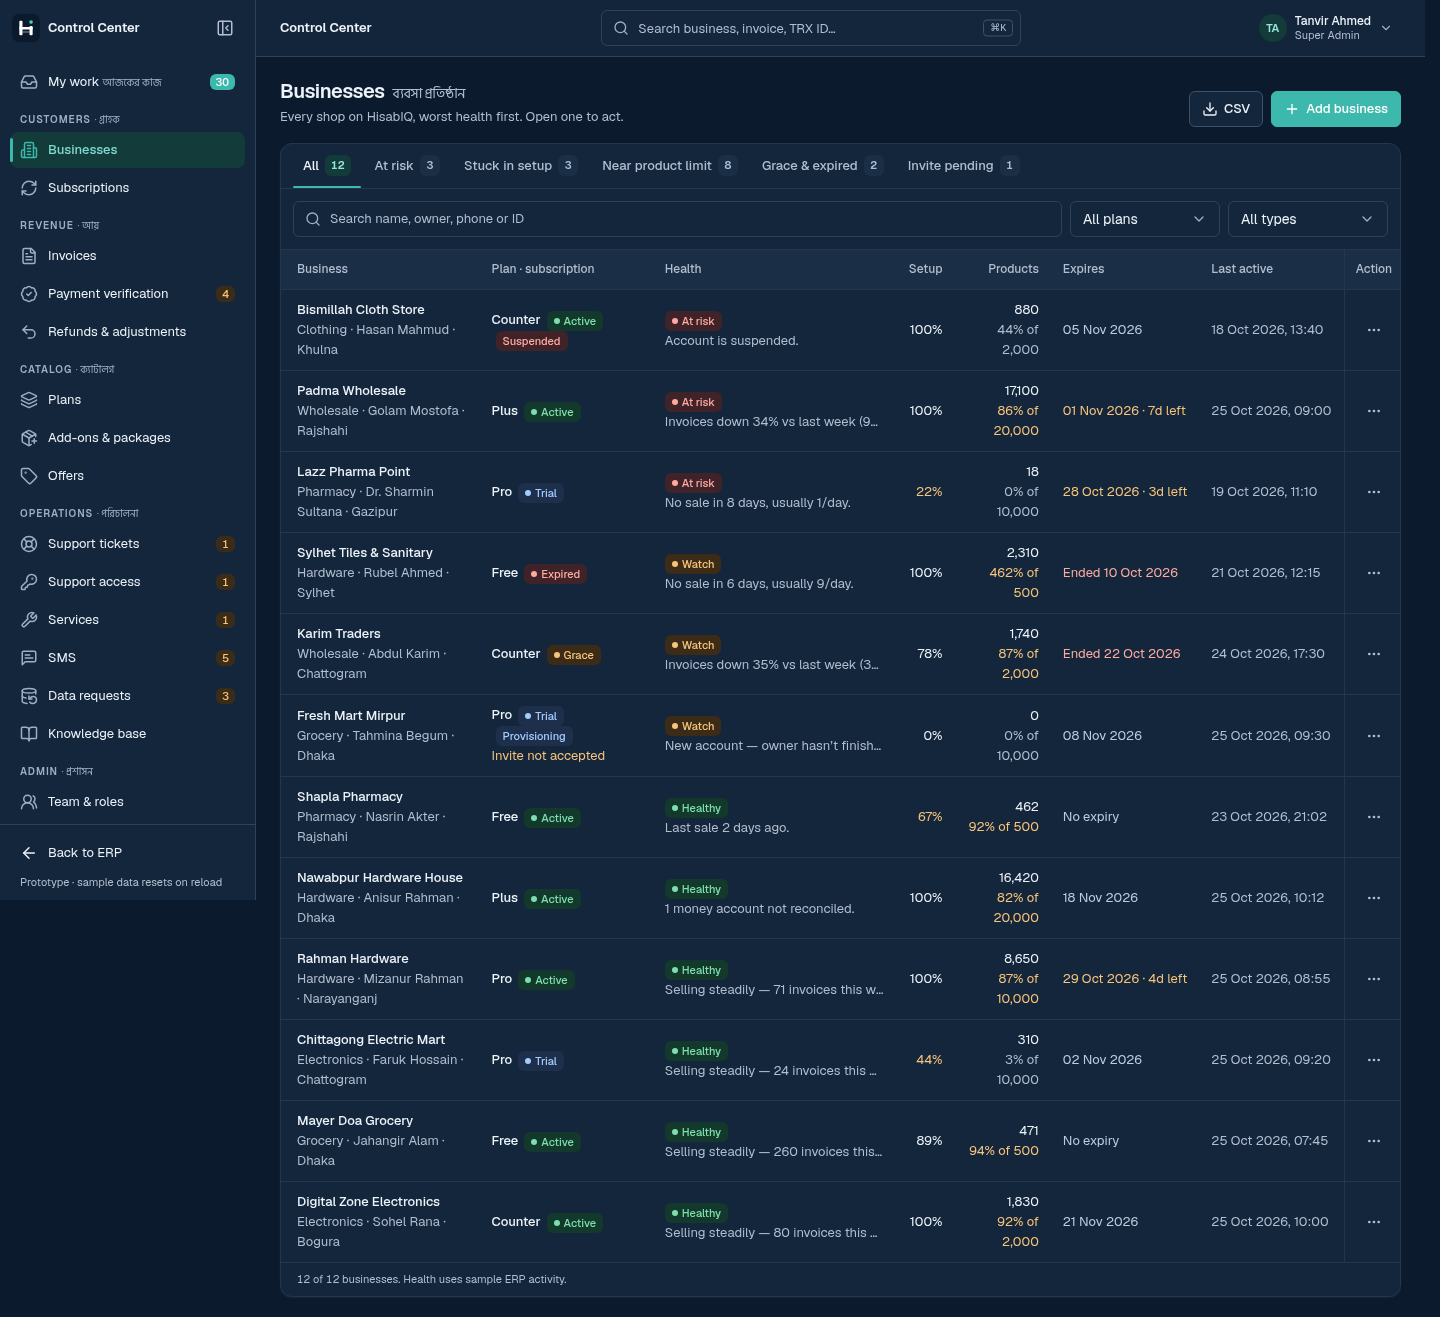 Control Center
My work আজকের কাজ 30
CUSTOMERS · গ্রাহক
Businesses
Subscriptions
REVENUE · আয়
Invoices
Payment verification 4
Refunds & adjustments
CATALOG · ক্যাটালগ
Plans
Add-ons & packages
Offers
OPERATIONS · পরিচালনা
Support tickets 1
Support access 1
Services 1
SMS 5
Data requests 3
Knowledge base
ADMIN · প্রশাসন
Team & roles
Back to ERP
Prototype · sample data resets on reload
Control Center
Search business, invoice, TRX ID...
⌘K
TA
Tanvir Ahmed
Super Admin
Businesses ব্যবসা প্রতিষ্ঠান
Every shop on HisabIQ, worst health first. Open one to act.
CSV
Add business
All 12 At risk 3 Stuck in setup 3 Near product limit 8 Grace & expired 2 Invite pending 1
Search name, owner, phone or ID
All plans
All types
Business Plan · subscription Health Setup Products Expires Last active Action
Bismillah Cloth Store
Clothing · Hasan Mahmud ·
Khulna
Counter Active
Suspended
At risk
Account is suspended.
100%
880
44% of
2,000
05 Nov 2026
18 Oct 2026, 13:40
Padma Wholesale
Wholesale · Golam Mostofa ·
Rajshahi
Plus Active
At risk
Invoices down 34% vs last week (9...
100%
17,100
86% of
20,000
01 Nov 2026 · 7d left
25 Oct 2026, 09:00
Lazz Pharma Point
Pharmacy · Dr. Sharmin
Sultana · Gazipur
Pro Trial
At risk
No sale in 8 days, usually 1/day.
22%
18
0% of
10,000
28 Oct 2026 · 3d left
19 Oct 2026, 11:10
Sylhet Tiles & Sanitary
Hardware · Rubel Ahmed ·
Sylhet
Free Expired
Watch
No sale in 6 days, usually 9/day.
100%
2,310
462% of
500
Ended 10 Oct 2026
21 Oct 2026, 12:15
Karim Traders
Wholesale · Abdul Karim ·
Chattogram
Counter Grace
Watch
Invoices down 35% vs last week (3...
78%
1,740
87% of
2,000
Ended 22 Oct 2026
24 Oct 2026, 17:30
Fresh Mart Mirpur
Grocery · Tahmina Begum ·
Dhaka
Pro Trial
Provisioning
Invite not accepted
Watch
New account — owner hasn't finish...
0%
0
0% of
10,000
08 Nov 2026
25 Oct 2026, 09:30
Shapla Pharmacy
Pharmacy · Nasrin Akter ·
Rajshahi
Free Active
Healthy
Last sale 2 days ago.
67%
462
92% of 500
No expiry
23 Oct 2026, 21:02
Nawabpur Hardware House
Hardware · Anisur Rahman ·
Dhaka
Plus Active
Healthy
1 money account not reconciled.
100%
16,420
82% of
20,000
18 Nov 2026
25 Oct 2026, 10:12
Rahman Hardware
Hardware · Mizanur Rahman
· Narayanganj
Pro Active
Healthy
Selling steadily — 71 invoices this w...
100%
8,650
87% of
10,000
29 Oct 2026 · 4d left
25 Oct 2026, 08:55
Chittagong Electric Mart
Electronics · Faruk Hossain ·
Chattogram
Pro Trial
Healthy
Selling steadily — 24 invoices this ...
44%
310
3% of
10,000
02 Nov 2026
25 Oct 2026, 09:20
Mayer Doa Grocery
Grocery · Jahangir Alam ·
Dhaka
Free Active
Healthy
Selling steadily — 260 invoices this...
89%
471
94% of 500
No expiry
25 Oct 2026, 07:45
Digital Zone Electronics
Electronics · Sohel Rana ·
Bogura
Counter Active
Healthy
Selling steadily — 80 invoices this ...
100%
1,830
92% of
2,000
21 Nov 2026
25 Oct 2026, 10:00
12 of 12 businesses. Health uses sample ERP activity.